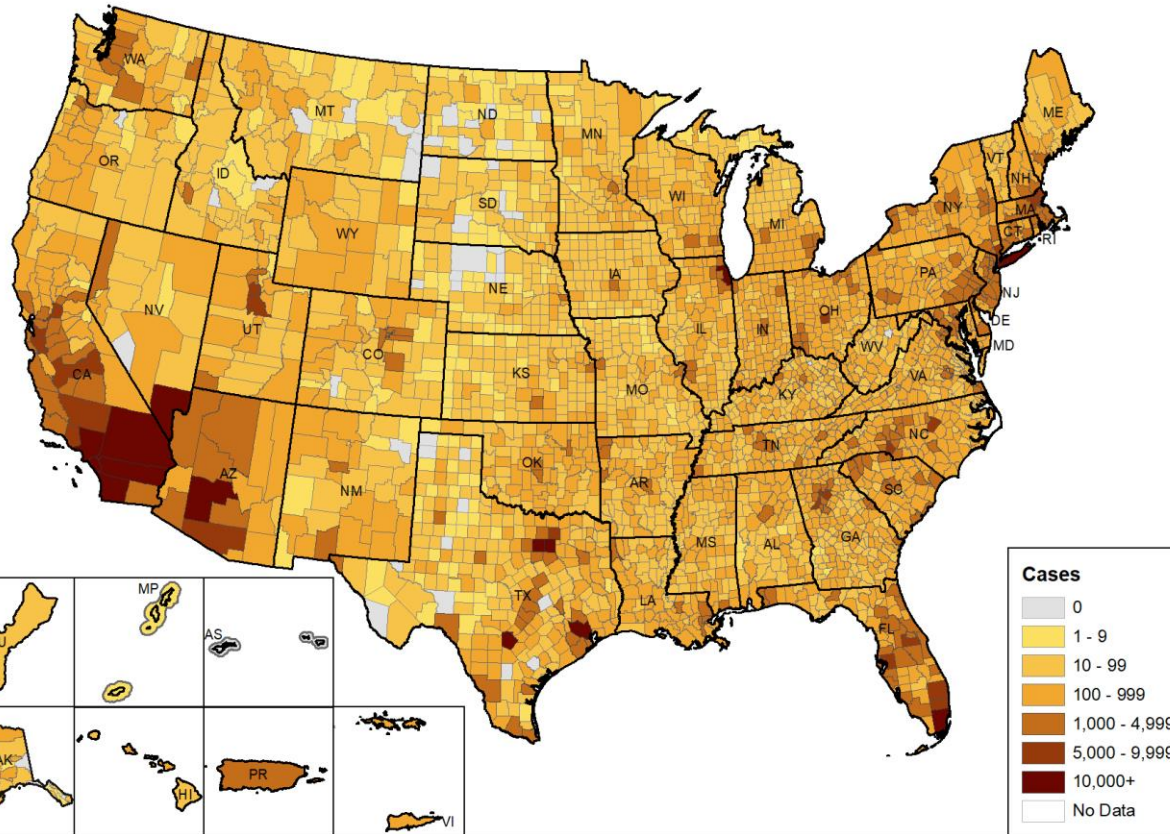 WA
MT
ND
MN
ME
OR
ID
SD
WI
MI
VT
NH
NY
MA
CT
RI
WY
IA
PA
NJ
NE
NV
UT
IL
IN
OH
DE
MD
CO
WV
CA
KS
MO
VA
KY
AZ
NM
OK
AR
TN
NC
SC
MS
AL
GA
TX
LA
FL
MP
AS
AK
HI
PR
VI
Cases
0
1 - 9
10 - 99
100 - 999
1,000 - 4,999
5,000 - 9,999
10,000+
No Data